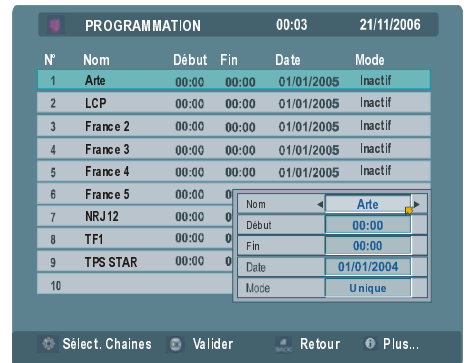 PROGRAMMATION 00:03 21/11/2006
N° Nom Début Fin Date Mode
1 Arte 00:00 00:00 01/01/2005 Inactif
2 LCP 00:00 00:00 01/01/2005 Inactif
3 France 2 00:00 00:00 01/01/2005 Inactif
4 France 3 00:00 00:00 01/01/2005 Inactif
5 France 4 00:00 00:00 01/01/2005 Inactif
6 France 5 00:00 0
7 NRJ12 00:00 0
8 TF1 00:00 0
9 TPS STAR 00:00 0
10
Nom Arte
Début 00:00
Fin 00:00
Date 01/01/2004
Mode Unique
Sélect. Chaines Valider Retour Plus...